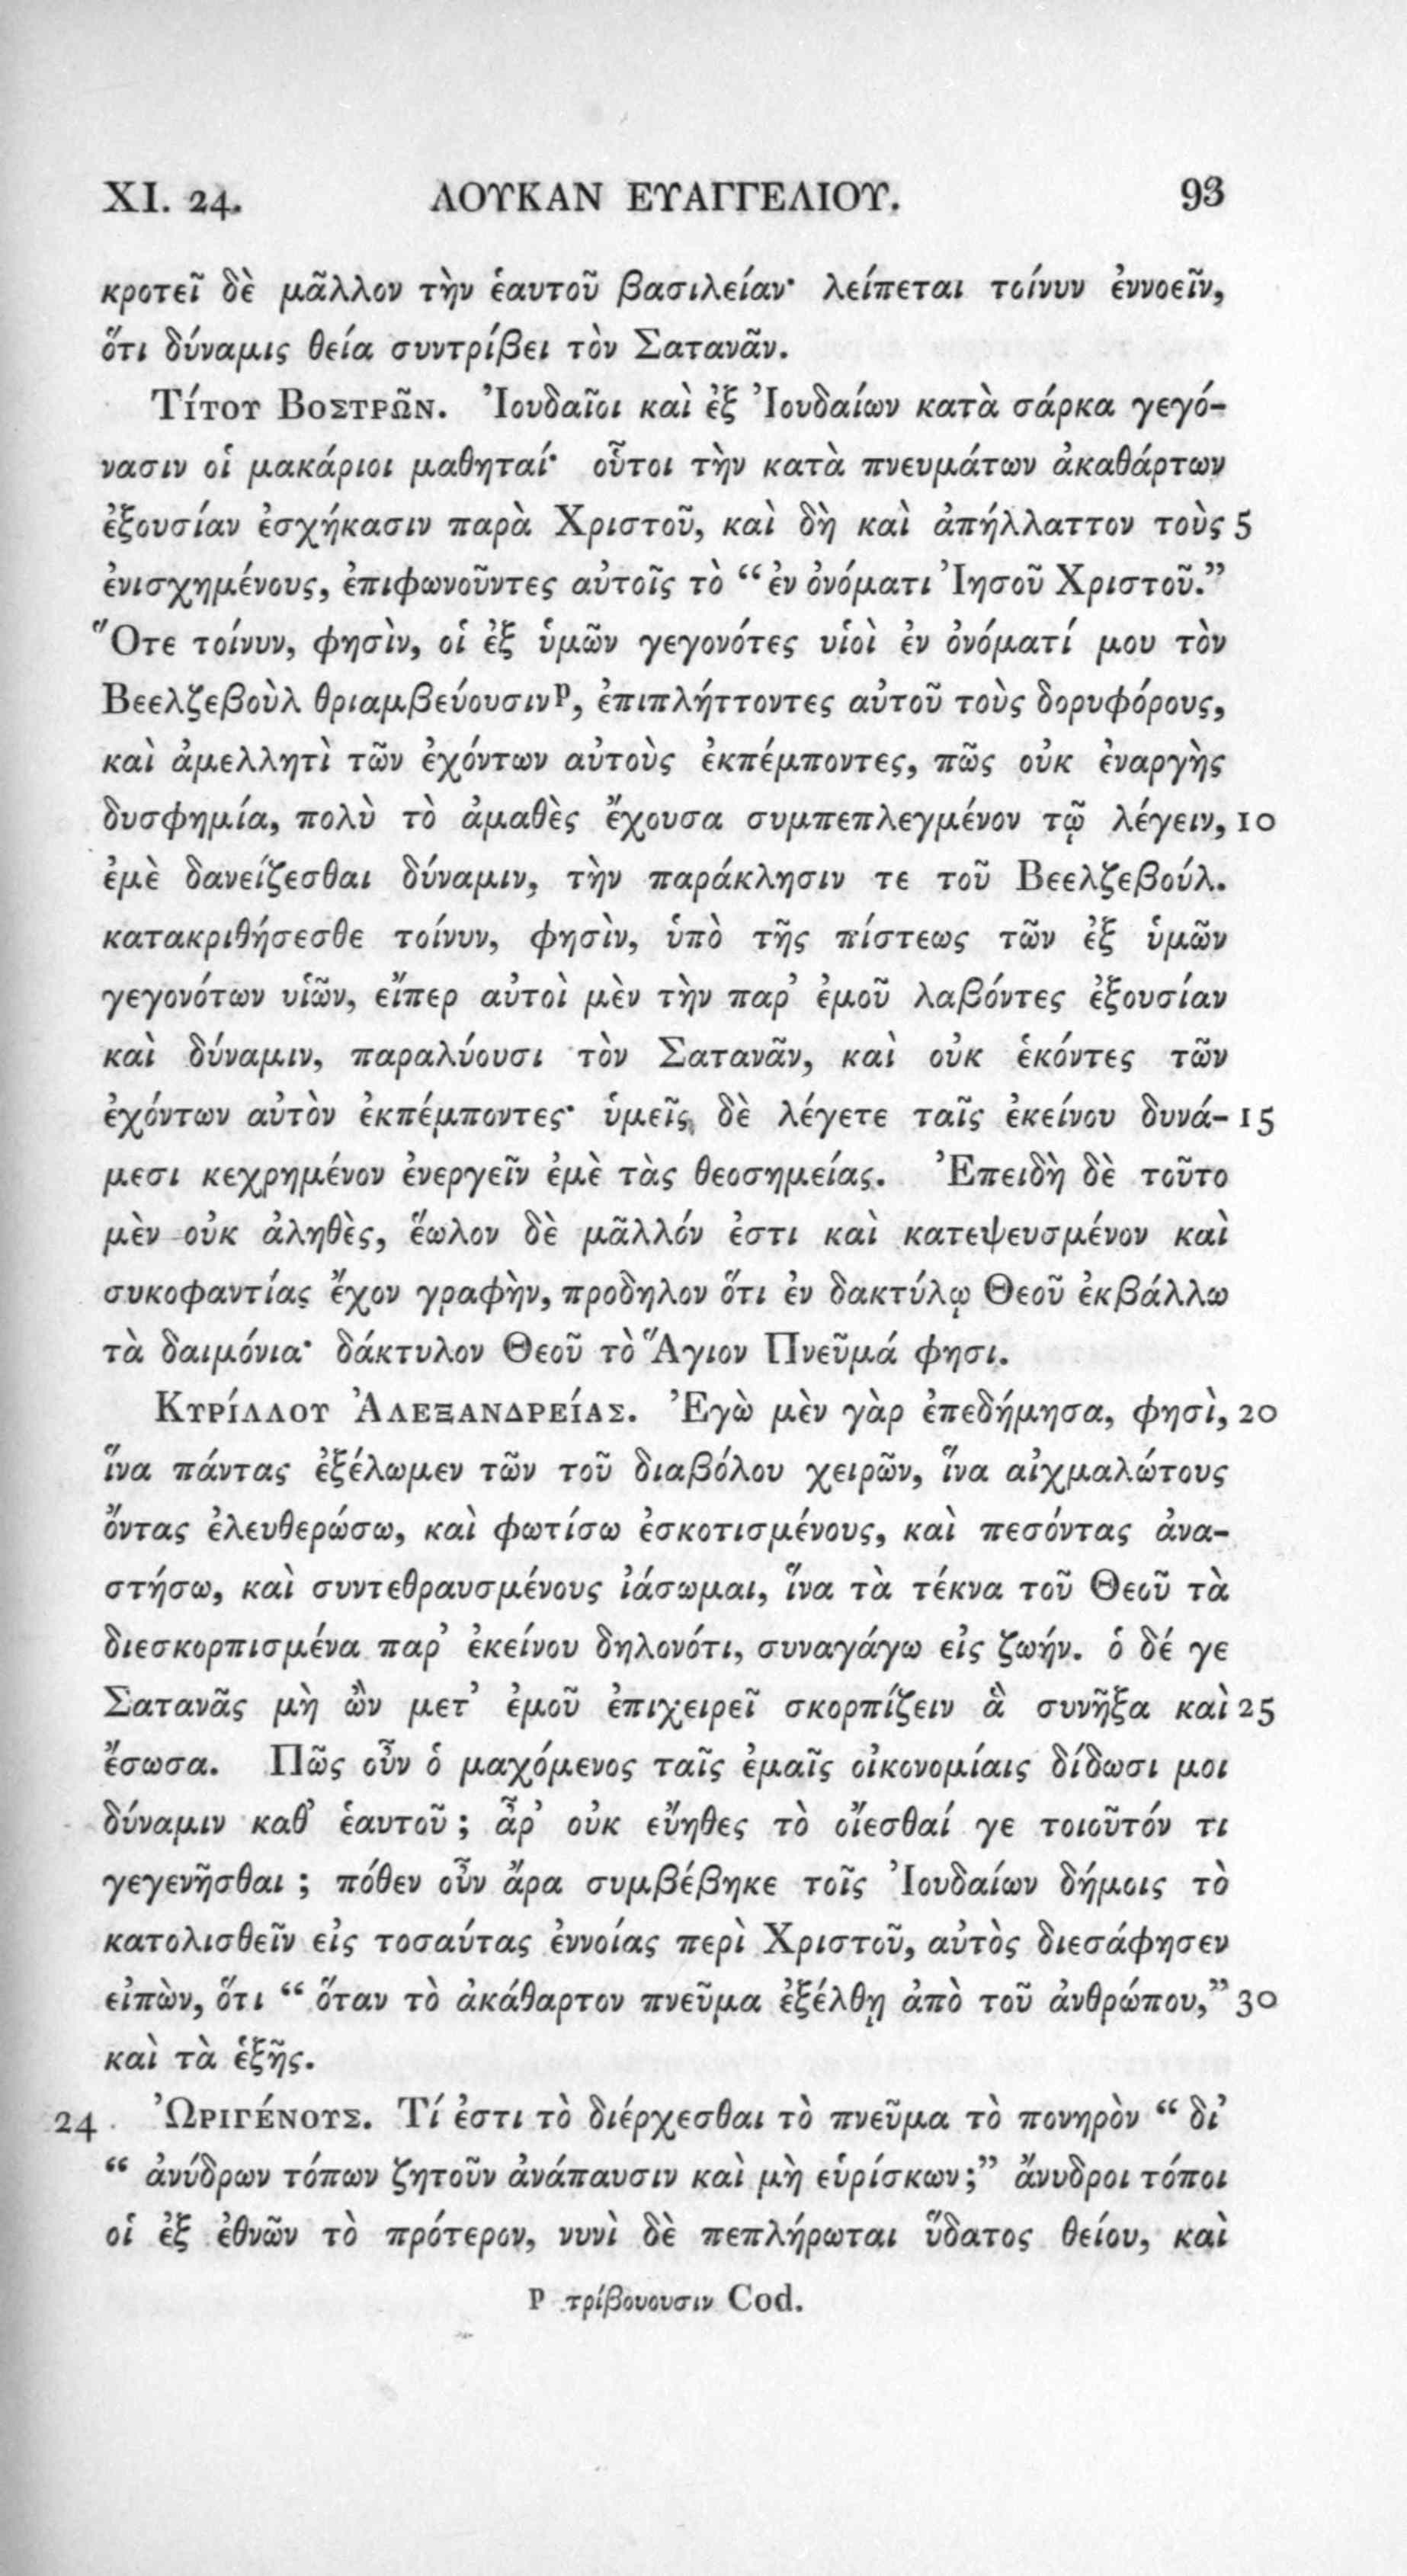 XI. 24. ΛΟΥΚΑΝ ΕΥΑΓΓΕΛΙΟΥ. 93
κροτεῖ δὲ μᾶλλον τὴν ἑαυτοῦ βασιλείαν· λείπεται τοίνυν ἐννοεῖν,
ὅτι δύναμις θεία συντρίβει τὸν Σατανᾶν.
Τίτου Βοστρῶν. Ἰουδαῖοι καὶ ἐξ Ἰουδαίων κατὰ σάρκα γεγό-
νασιν οἱ μακάριοι μαθηταί· οὗτοι τὴν κατὰ πνευμάτων ἀκαθάρτων
ἐξουσίαν ἐσχήκασιν παρὰ Χριστοῦ, καὶ δὴ καὶ ἀπήλλαττον τοὺς 5
ἐνισχημένους, ἐπιφωνοῦντες αὐτοῖς τὸ “ἐν ὀνόματι Ἰησοῦ Χριστοῦ.”
Ὅτε τοίνυν, φησὶν, οἱ ἐξ ὑμῶν γεγονότες υἱοὶ ἐν ὀνόματί μου τὸν
Βεελζεβοὺλ θριαμβεύουσινᵖ, ἐπιπλήττοντες αὐτοῦ τοὺς δορυφόρους,
καὶ ἀμελλητὶ τῶν ἐχόντων αὐτοὺς ἐκπέμποντες, πῶς οὐκ ἐναργὴς
δυσφημία, πολὺ τὸ ἀμαθὲς ἔχουσα συμπεπλεγμένον τῷ λέγειν, 10
ἐμὲ δανείζεσθαι δύναμιν, τὴν παράκλησιν τε τοῦ Βεελζεβούλ.
κατακριθήσεσθε τοίνυν, φησὶν, ὑπὸ τῆς πίστεως τῶν ἐξ ὑμῶν
γεγονότων υἱῶν, εἴπερ αὐτοὶ μὲν τὴν παρ’ ἐμοῦ λαβόντες ἐξουσίαν
καὶ δύναμιν, παραλύουσι τὸν Σατανᾶν, καὶ οὐκ ἑκόντες τῶν
ἐχόντων αὐτὸν ἐκπέμποντες· ὑμεῖς δὲ λέγετε ταῖς ἐκείνου δυνά- 15
μεσι κεχρημένον ἐνεργεῖν ἐμὲ τὰς θεοσημείας. Ἐπειδὴ δὲ τοῦτο
μὲν οὐκ ἀληθὲς, ἕωλον δὲ μᾶλλόν ἐστι καὶ κατεψευσμένον καὶ
συκοφαντίας ἔχον γραφὴν, προδηλον ὅτι ἐν δακτύλῳ Θεοῦ ἐκβάλλω
τὰ δαιμόνια· δάκτυλον Θεοῦ τὸ Ἅγιον Πνεῦμά φησι.
Κυρίλλου Ἀλεξανδρείας. Ἐγὼ μὲν γὰρ ἐπεδήμησα, φησὶ, 20
ἵνα πάντας ἐξέλωμεν τῶν τοῦ διαβόλου χειρῶν, ἵνα αἰχμαλώτους
ὄντας ἐλευθερώσω, καὶ φωτίσω ἐσκοτισμένους, καὶ πεσόντας ἀνα-
στήσω, καὶ συντεθραυσμένους ἰάσωμαι, ἵνα τὰ τέκνα τοῦ Θεοῦ τὰ
διεσκορπισμένα παρ’ ἐκείνου δηλονότι, συναγάγω εἰς ζωήν. ὁ δέ γε
Σατανᾶς μὴ ὢν μετ’ ἐμοῦ ἐπιχειρεῖ σκορπίζειν ἃ συνῆξα καὶ 25
ἔσωσα. Πῶς οὖν ὁ μαχόμενος ταῖς ἐμαῖς οἰκονομίαις δίδωσι μοι
δύναμιν καθ’ ἑαυτοῦ ; ἆρ’ οὐκ εὔηθες τὸ οἴεσθαί γε τοιοῦτόν τι
γεγενῆσθαι ; πόθεν οὖν ἄρα συμβέβηκε τοῖς Ἰουδαίων δήμοις τὸ
κατολισθεῖν εἰς τοσαύτας ἐννοίας περὶ Χριστοῦ, αὐτὸς διεσάφησεν
εἰπὼν, ὅτι “ ὅταν τὸ ἀκάθαρτον πνεῦμα ἐξέλθῃ ἀπὸ τοῦ ἀνθρώπου,” 30
καὶ τὰ ἑξῆς.
24 Ὠριγένους. Τί ἐστι τὸ διέρχεσθαι τὸ πνεῦμα τὸ πονηρὸν “ δι’
“ ἀνύδρων τόπων ζητοῦν ἀνάπαυσιν καὶ μὴ εὑρίσκων ;” ἄνυδροι τόποι
οἱ ἐξ ἐθνῶν τὸ πρότερον, νυνὶ δὲ πεπλήρωται ὕδατος θείου, καὶ
ᵖ τρίβουουσιν Cod.